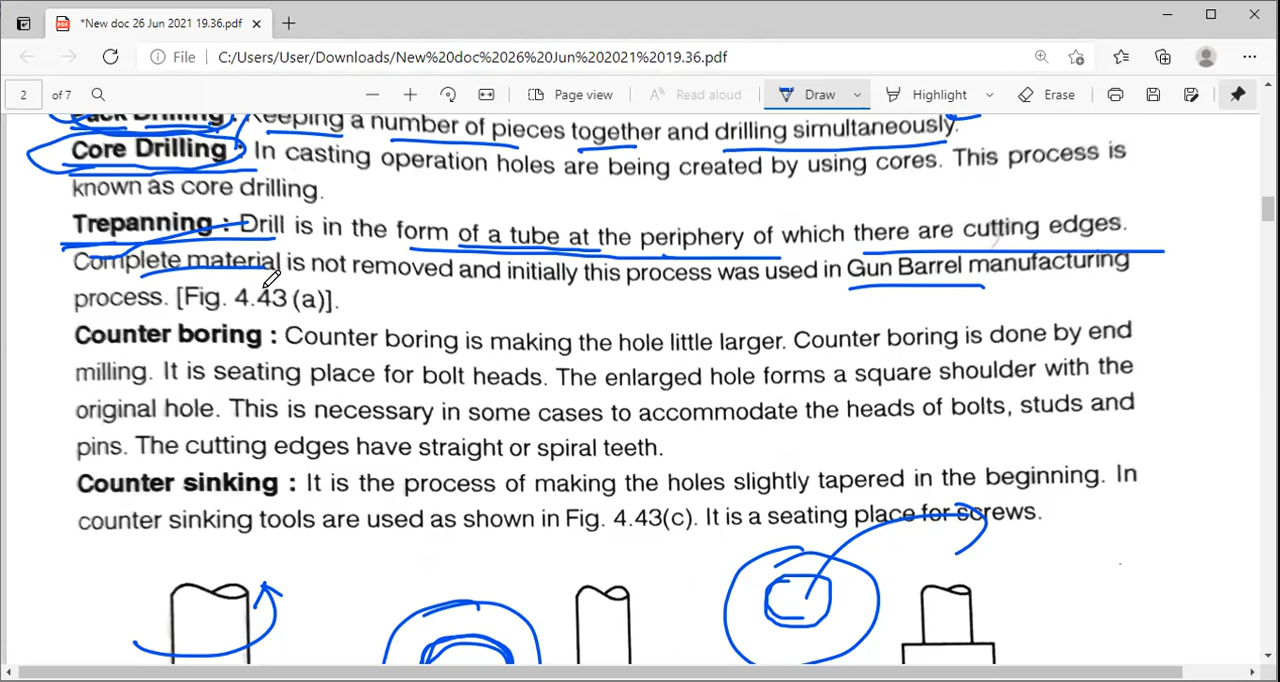 *New doc 26 Jun 2021 19.36.pdf
File C:/Users/User/Downloads/New%20doc%2026%20Jun%202021%2019.36.pdf
2 of 7 Page view Read aloud Draw Highlight Erase
Pack Drilling : Keeping a number of pieces together and drilling simultaneously.
Core Drilling : In casting operation holes are being created by using cores. This process is
known as core drilling.
Trepanning : Drill is in the form of a tube at the periphery of which there are cutting edges.
Complete material is not removed and initially this process was used in Gun Barrel manufacturing
process. [Fig. 4.43 (a)].
Counter boring : Counter boring is making the hole little larger. Counter boring is done by end
milling. It is seating place for bolt heads. The enlarged hole forms a square shoulder with the
original hole. This is necessary in some cases to accommodate the heads of bolts, studs and
pins. The cutting edges have straight or spiral teeth.
Counter sinking : It is the process of making the holes slightly tapered in the beginning. In
counter sinking tools are used as shown in Fig. 4.43(c). It is a seating place for screws.